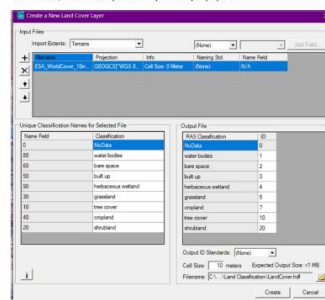 Create a New Land Cover Layer
Input Files
Import Extents: Terrains (None) Add Field...
Filename Projection Info Naming Std Name Field
ESA_WorldCover_10m... GEOGCS["WGS 8... Cell Size: 0 Meter (None) N/A
Unique Classification Names for Selected File
Name Field Classification
0 NoData
80 water bodies
60 bare space
50 built up
90 herbaceous wetland
30 grassland
10 tree cover
40 cropland
20 shrubland
Output File
RAS Classification ID
NoData 0
water bodies 1
bare space 2
built up 3
herbaceous wetland 4
grassland 5
cropland 7
tree cover 10
shrubland 20
Output ID Standards: (None)
Cell Size: 10 meters Expected Output Size: <1 MB
Filename: C:\...\Land Classification\LandCover.hdf
i
Create Cancel